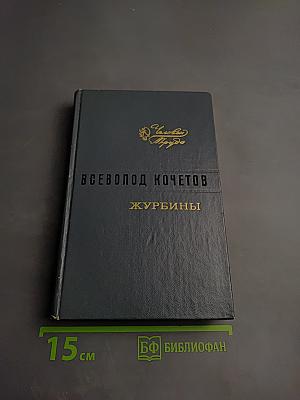 Человек
Труда
ВСЕВОЛОД КОЧЕТОВ
ЖУРБИНЫ
15 см
БФ БИБЛИОФАН